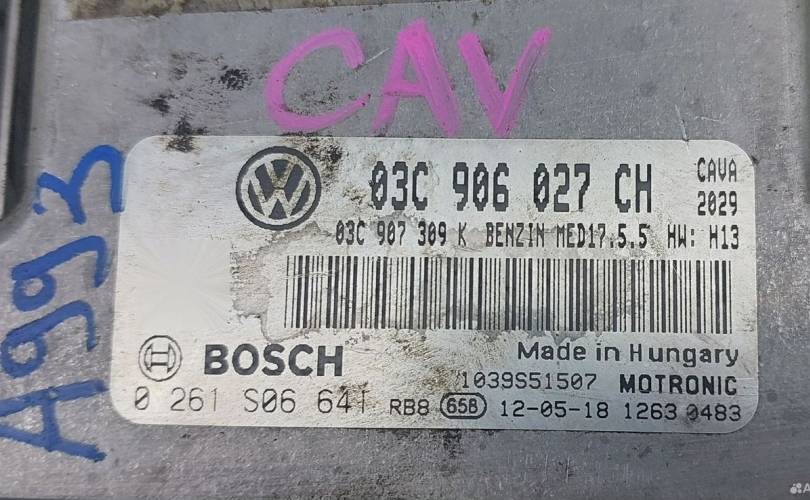 CAV
A993
03C 906 027 CH CAVA
2029
03C 907 309 K BENZIN MED17.5.5 HW: H13
BOSCH
Made in Hungary
1039S51507 MOTRONIC
0 261 S06 641 RB8 658 12-05-18 1263 0483